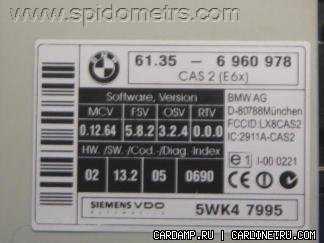 www.spidometrs.com
BMW
61.35 - 6 960 978
CAS 2 (E6x)
Software, Version
MCV FSV OSV RTV
0.12.64 5.8.2 3.2.4 0.0.0
HW. /SW.-/Cod.-/Diag.-Index
02 13.2 05 0690
BMW AG
D-80788München
FCCID:LX8CAS2
IC:2911A-CAS2
e1 I-00 0221
SIEMENS VDO
5WK4 7995
CARDAMP.RU | CARDINETRU.COM